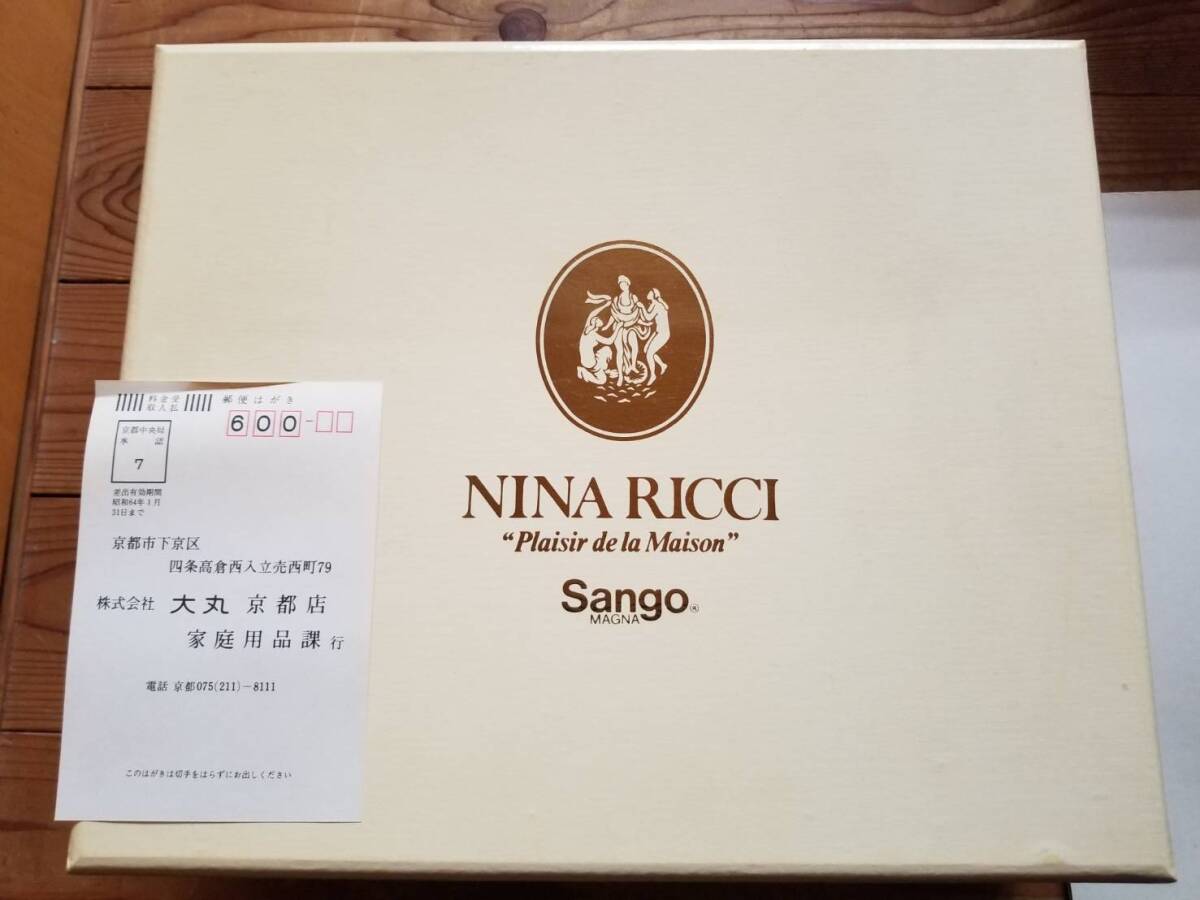 NINA RICCI
“Plaisir de la Maison”
Sango®
MAGNA
料金受
取人払
郵便はがき
600-
京都中央局
承認
7
差出有効期間
昭和64年1月
31日まで
京都市下京区
四条高倉西入立売西町79
株式会社 大丸 京都店
家庭用品課 行
電話 京都075(211)-8111
このはがきは切手をはらずにお出しください